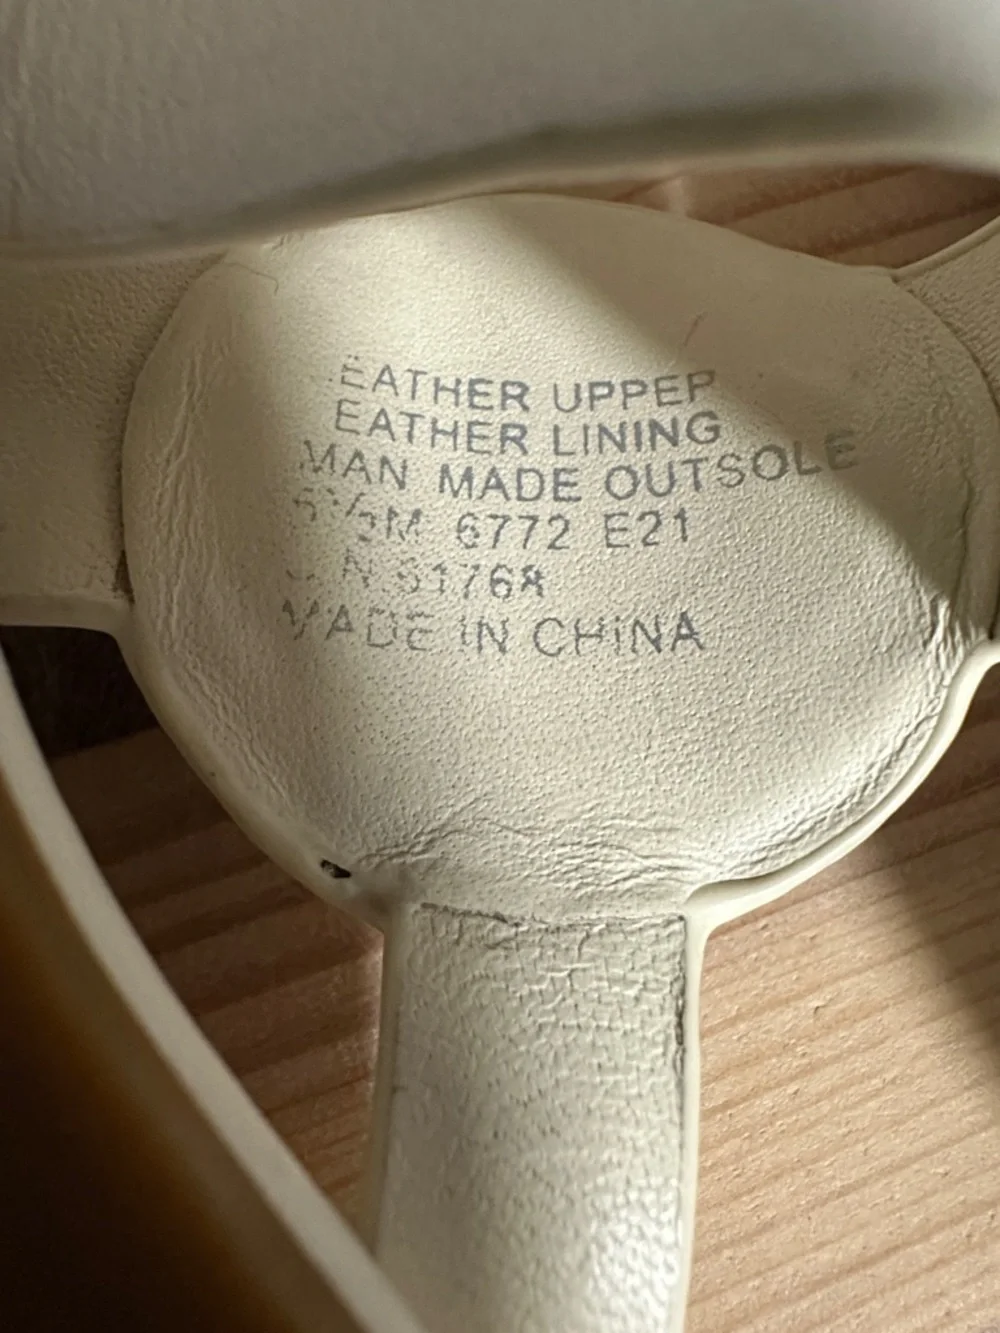 EATHER UPPER
EATHER LINING
MAN MADE OUTSOLE
6772 E21
MADE IN CHINA